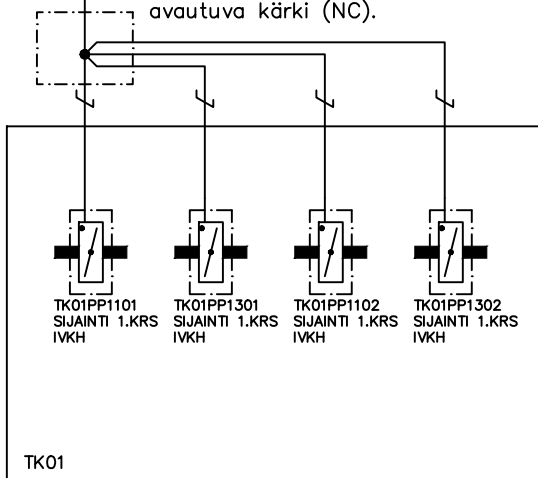 avautuva kärki (NC).
TK01PP1101
SIJAINTI 1.KRS
IVKH
TK01PP1301
SIJAINTI 1.KRS
IVKH
TK01PP1102
SIJAINTI 1.KRS
IVKH
TK01PP1302
SIJAINTI 1.KRS
IVKH
TK01